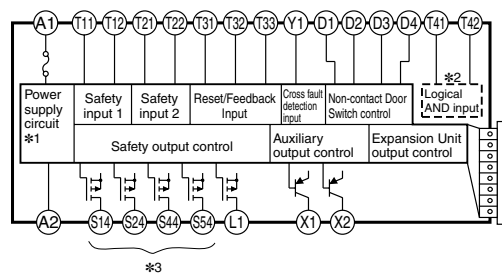 A1 T11 T12 T21 T22 T31 T32 T33 Y1 D1 D2 D3 D4 T41 T42
*2
Power
supply
circuit
*1
Safety
input 1
Safety
input 2
Reset/Feedback
Input
Cross fault
detection
input
Non-contact Door
Switch control
Logical
AND input
Safety output control
Auxiliary
output control
Expansion Unit
output control
A2 S14 S24 S44 S54 L1 X1 X2
*3